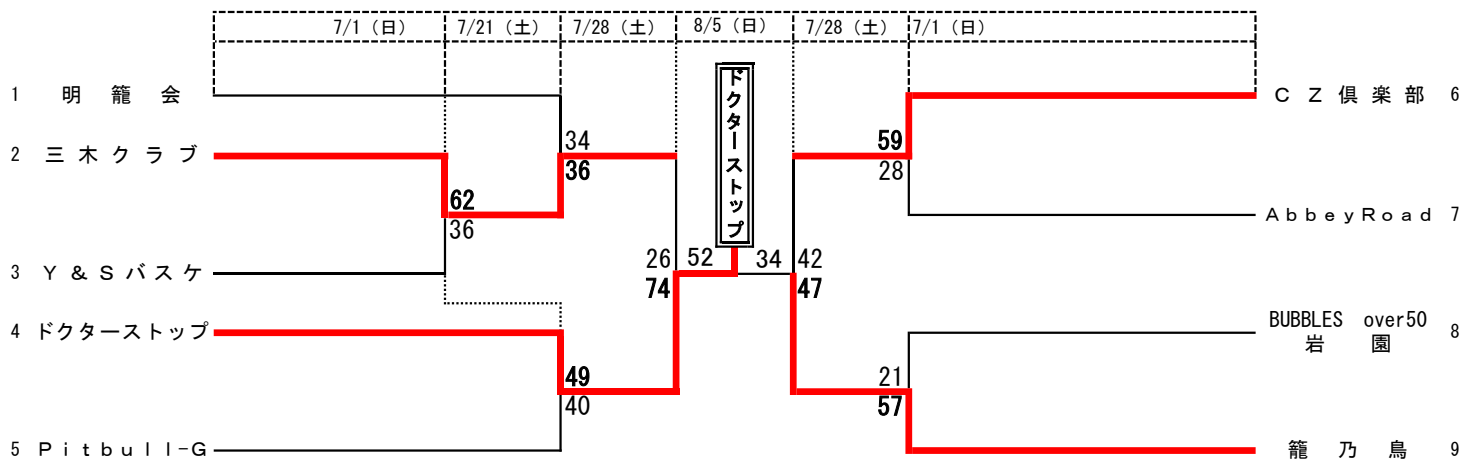 7/1（日） 7/21（土） 7/28（土） 8/5（日） 7/28（土） 7/1（日）
ドクターストップ
1 明籠会
ＣＺ倶楽部 6
34
59
2 三木クラブ
36
28
62
36
ＡｂｂｅｙＲｏａｄ 7
3 Ｙ＆Ｓバスケ
26 52 34 42
74 47
4 ドクターストップ
BUBBLES over50
岩園 8
49 21
40 57
5 Ｐｉｔｂｕｌｌ-Ｇ
籠乃鳥 9